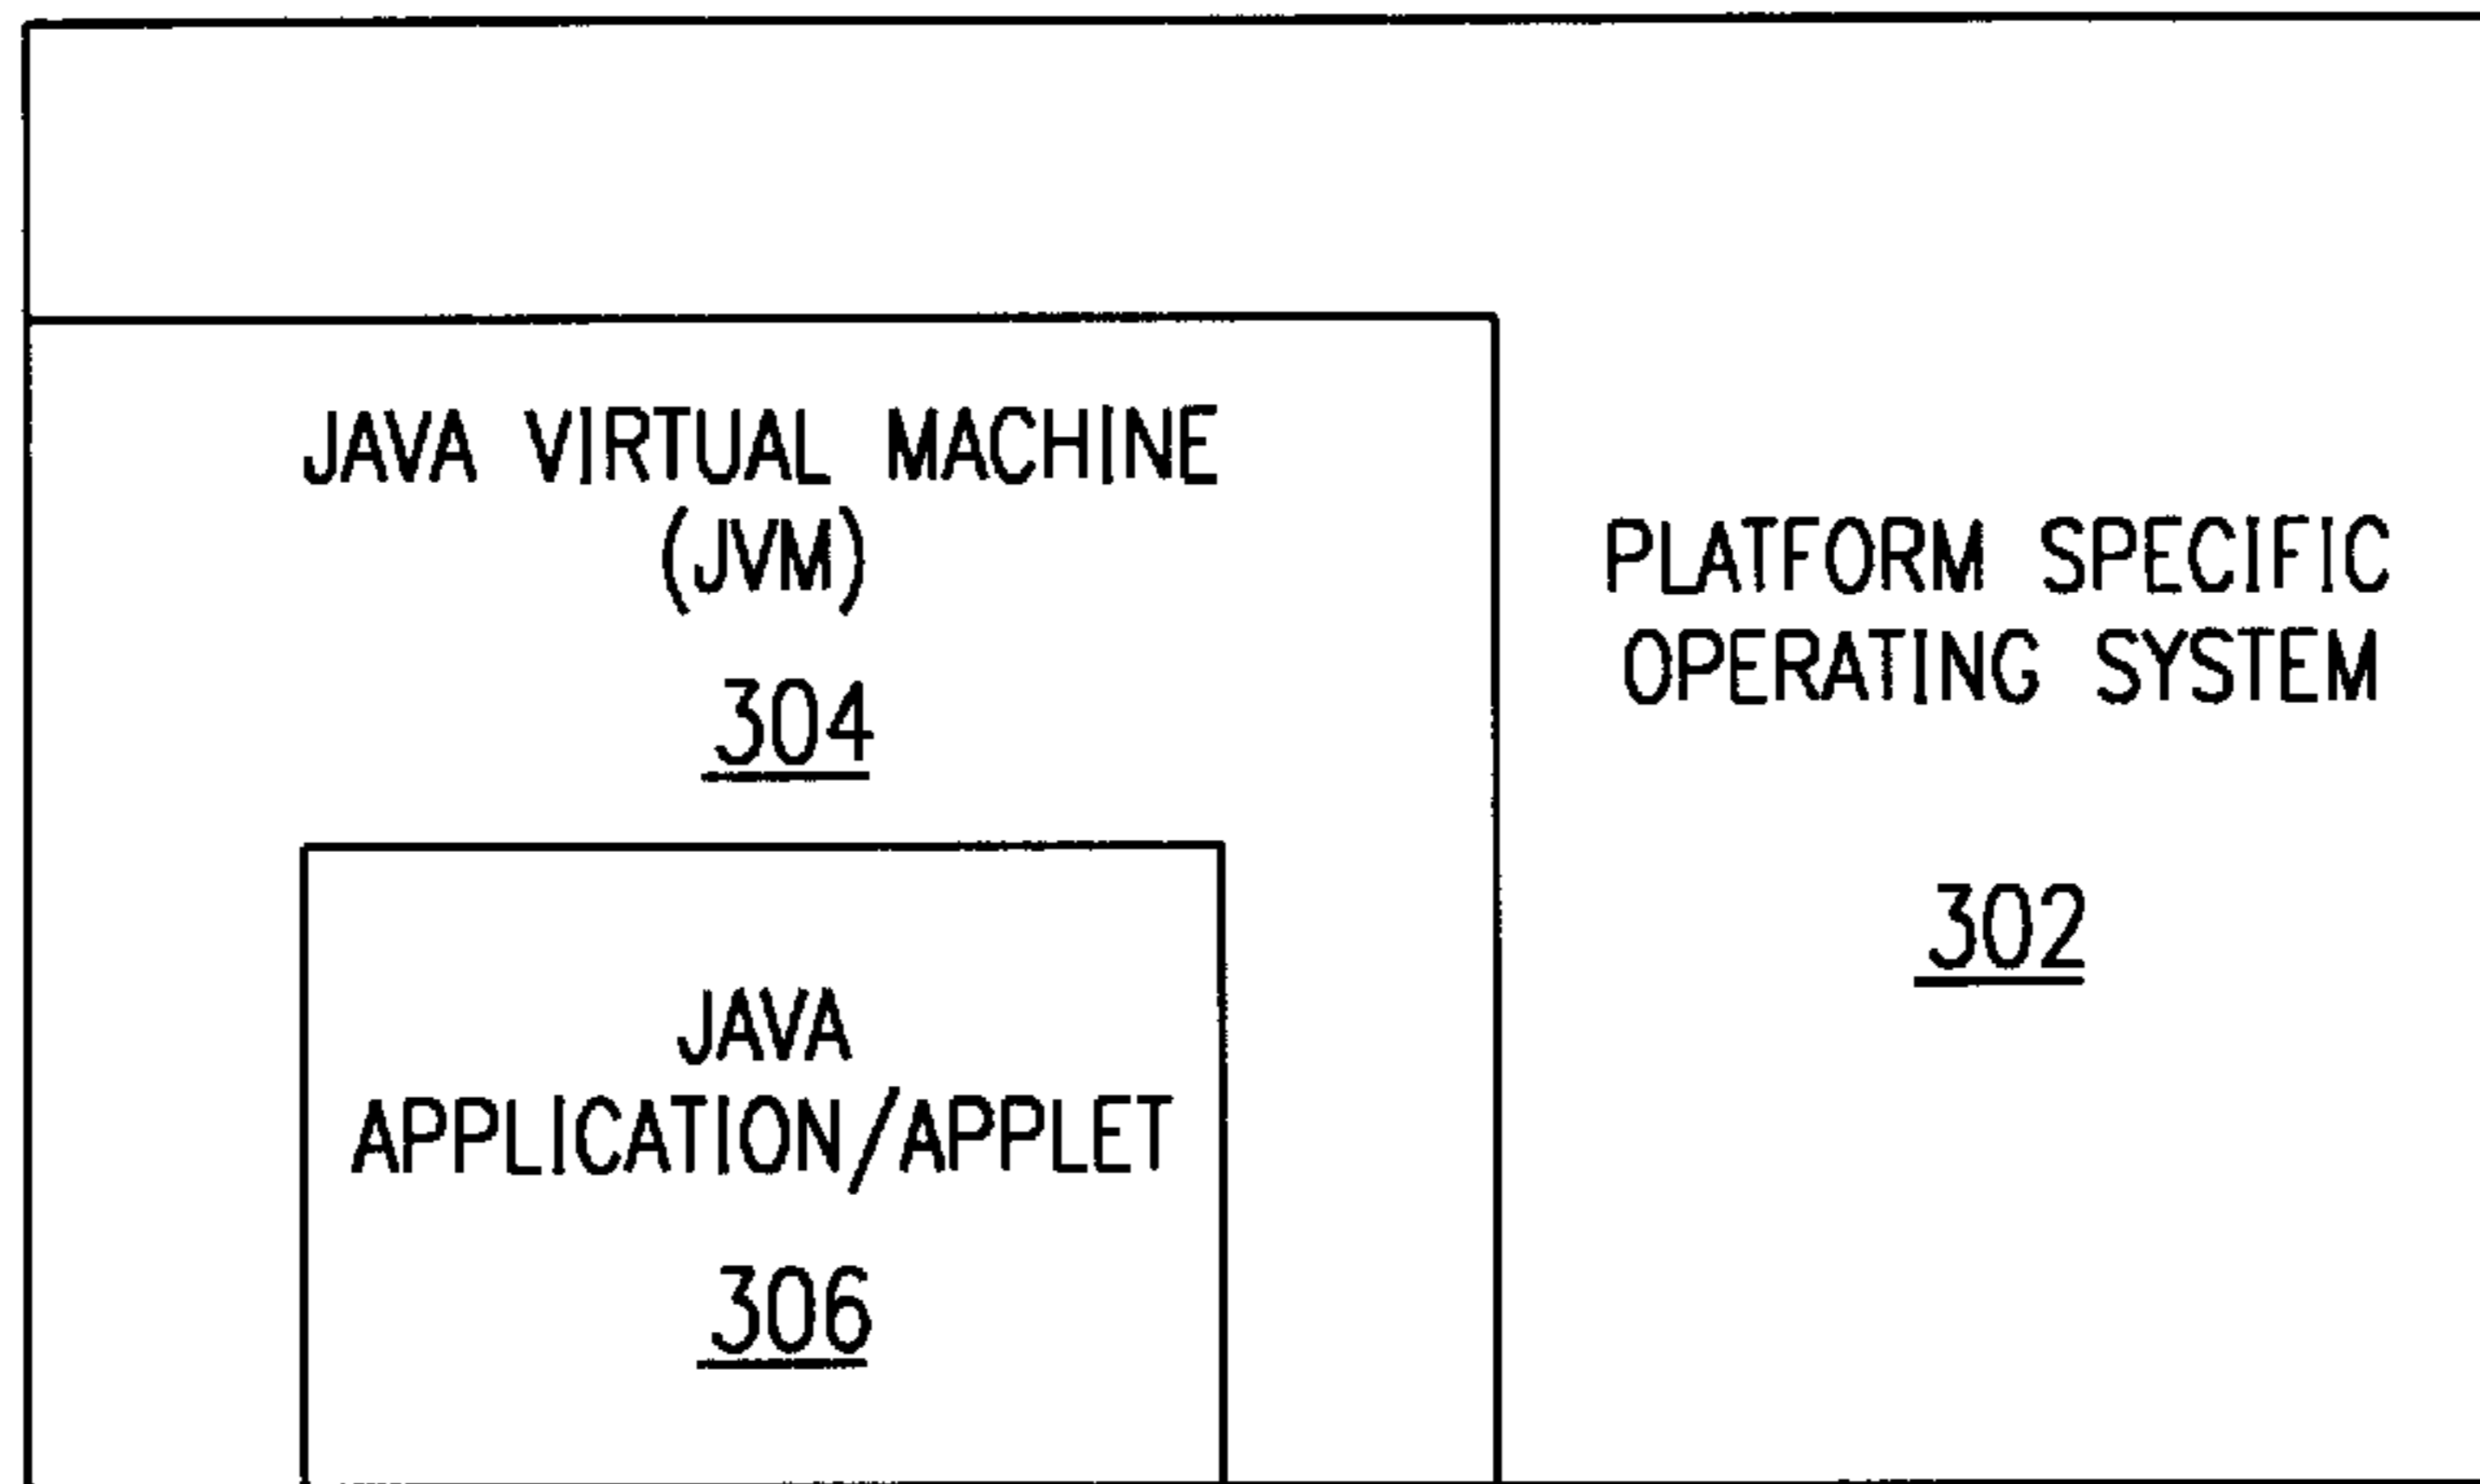 JAVA VIRTUAL MACHINE
(JVM)
304
PLATFORM SPECIFIC
OPERATING SYSTEM
302
JAVA
APPLICATION/APPLET
306